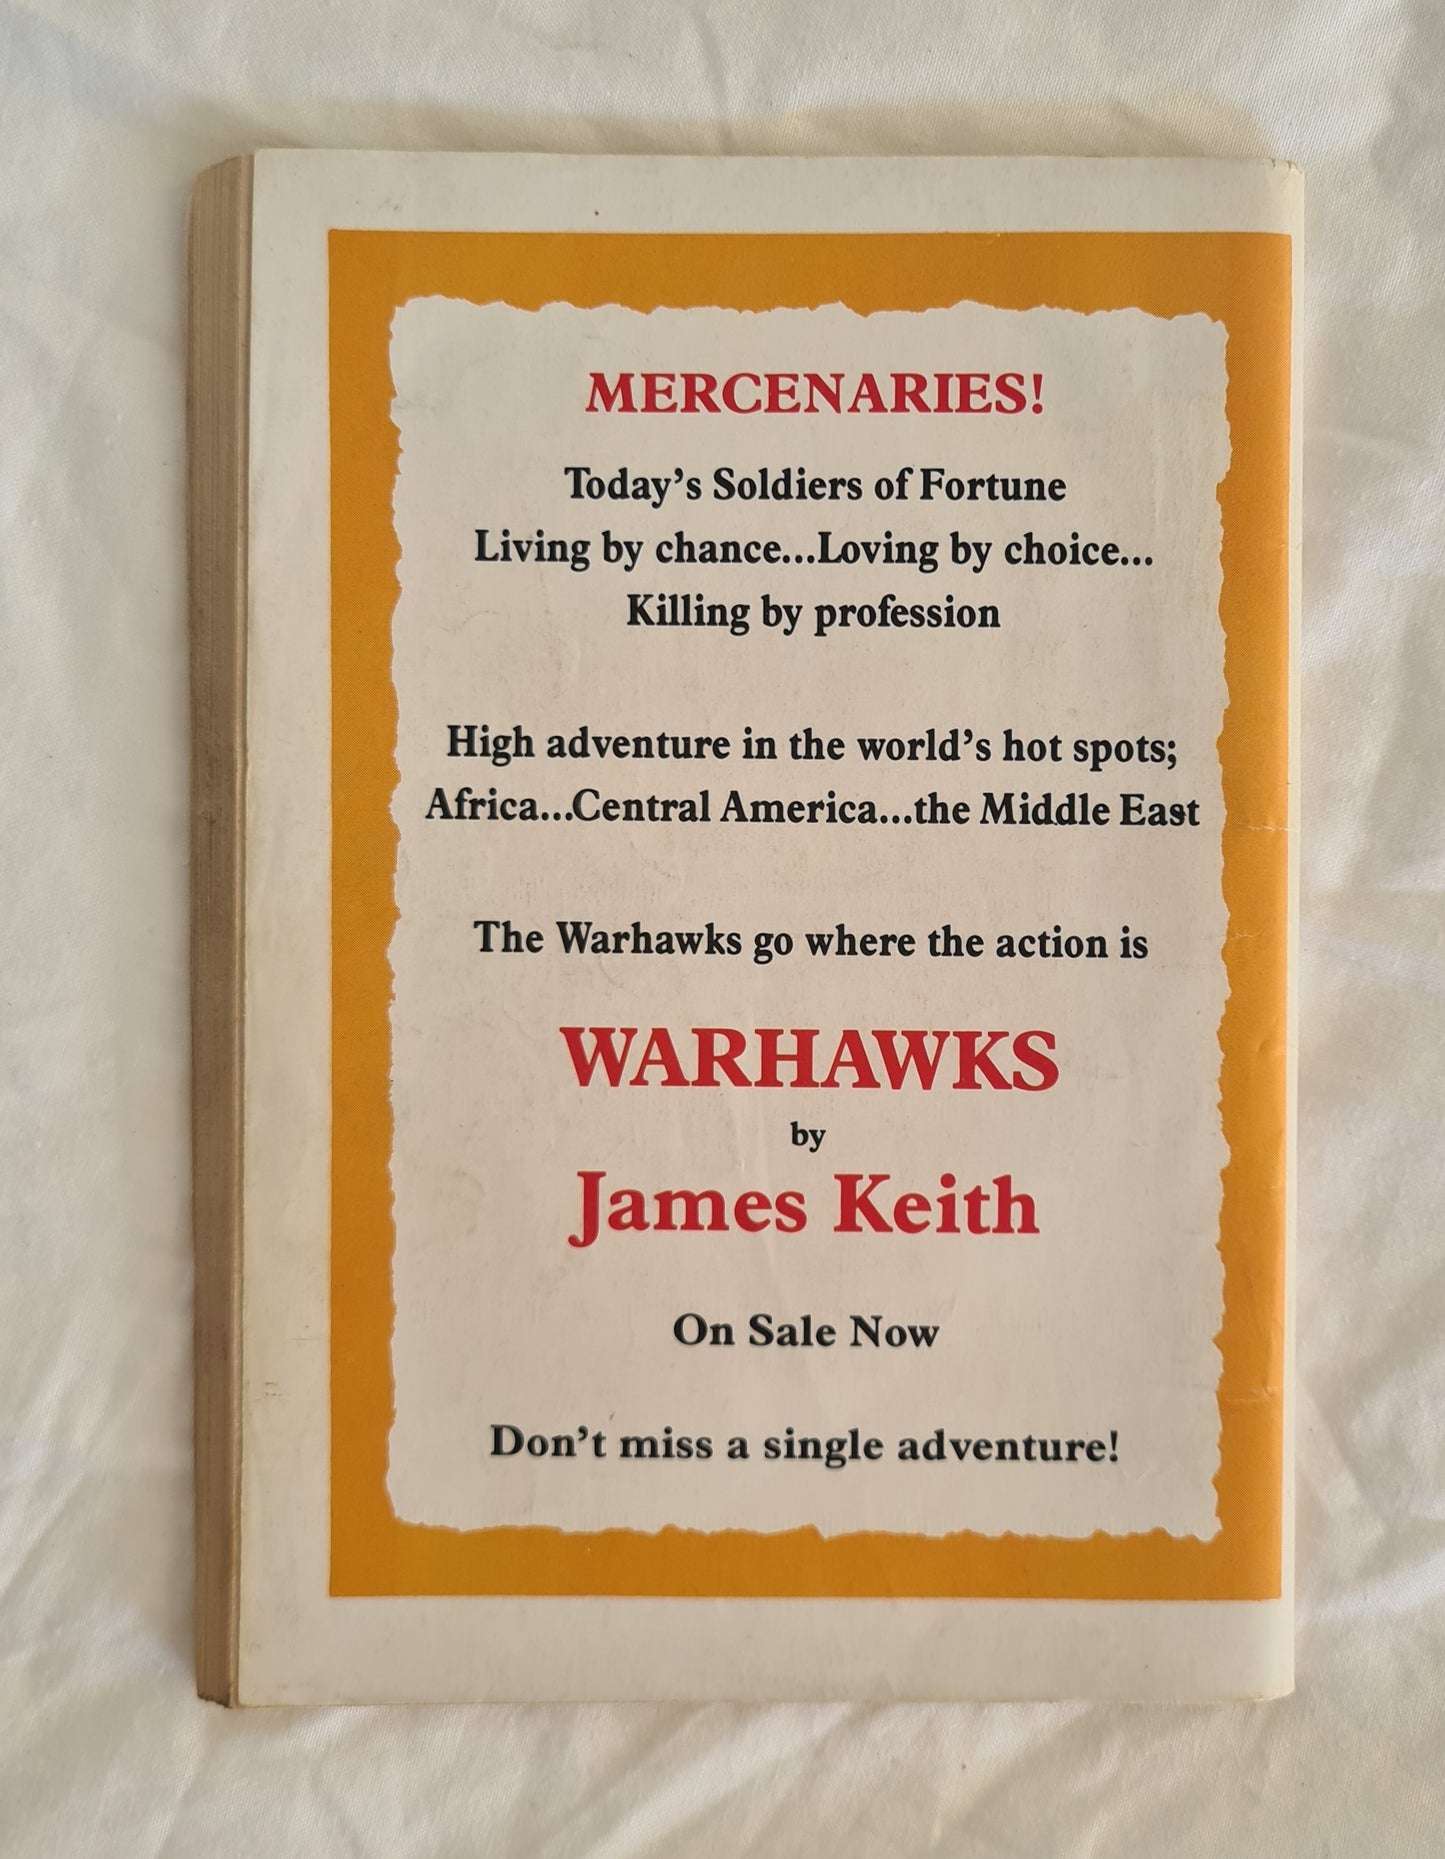 MERCENARIES!
Today’s Soldiers of Fortune
Living by chance...Loving by choice...
Killing by profession
High adventure in the world’s hot spots;
Africa...Central America...the Middle East
The Warhawks go where the action is
WARHAWKS
by
James Keith
On Sale Now
Don’t miss a single adventure!